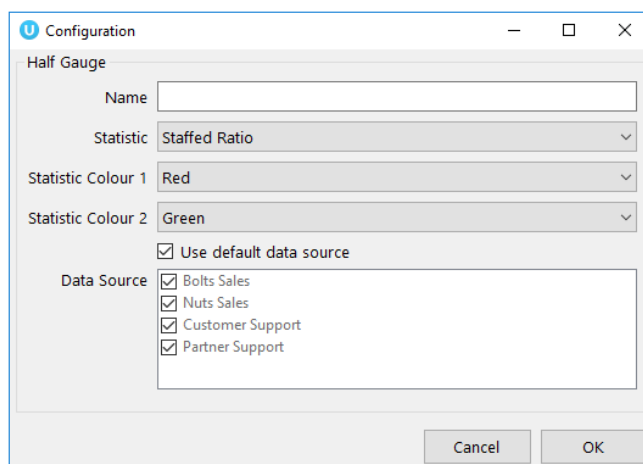 U Configuration
Half Gauge
Name
Statistic Staffed Ratio
Statistic Colour 1 Red
Statistic Colour 2 Green
Use default data source
Data Source Bolts Sales
Nuts Sales
Customer Support
Partner Support
Cancel OK